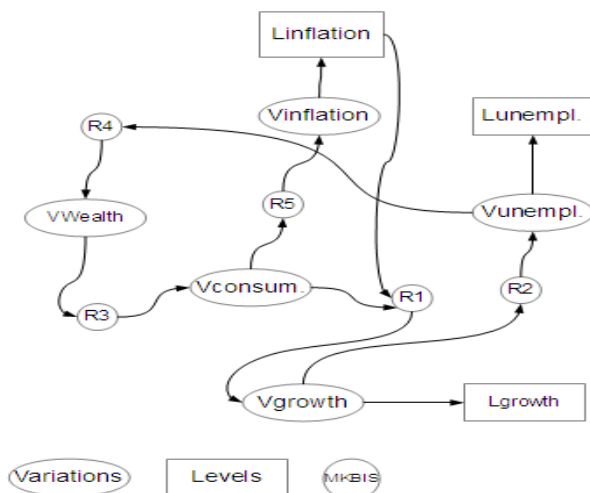 Linflation
R4
Vinflation
Lunempl.
VWealth
R5
Vunempl.
R3
Vconsum.
R1
R2
Vgrowth
Lgrowth
Variations
Levels
MKBIS